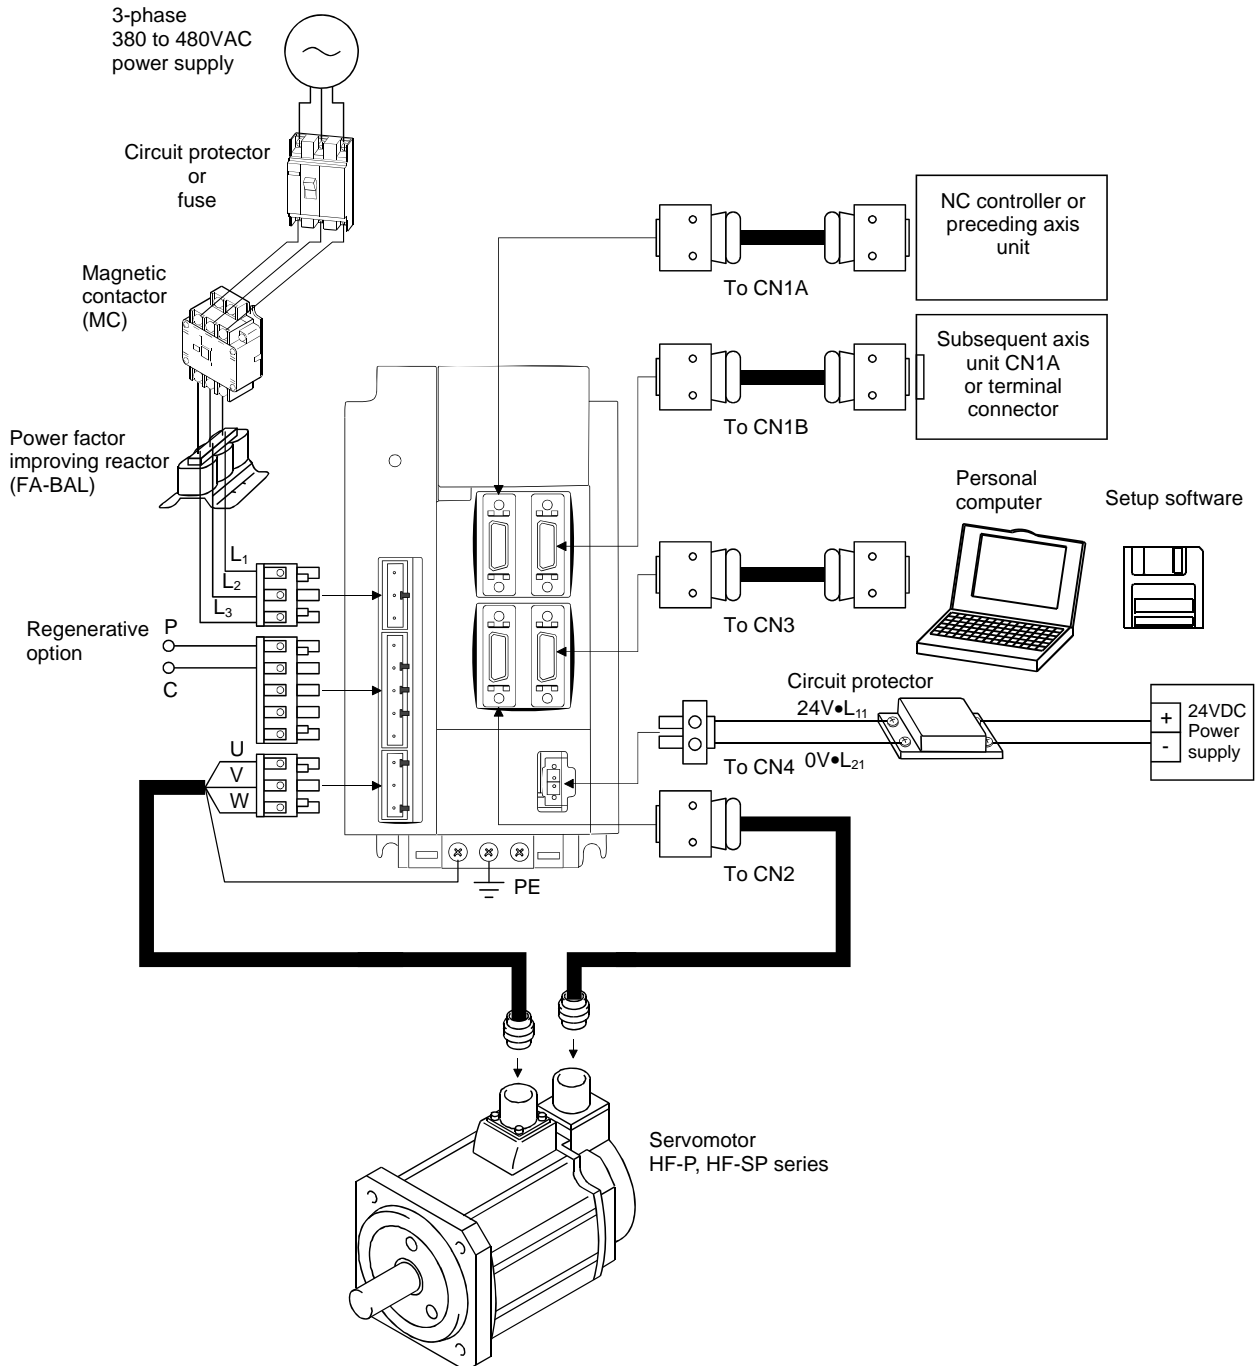 3-phase
380 to 480VAC
power supply
Circuit protector
or
fuse
Magnetic
contactor
(MC)
Power factor
improving reactor
(FA-BAL)
L1
L2
L3
Regenerative
option
P
C
U
V
W
PE
NC controller or
preceding axis
unit
To CN1A
Subsequent axis
unit CN1A
or terminal
connector
To CN1B
Personal
computer
Setup software
To CN3
Circuit protector
24V•L11
0V•L21
To CN4
+
-
24VDC
Power
supply
To CN2
Servomotor
HF-P, HF-SP series